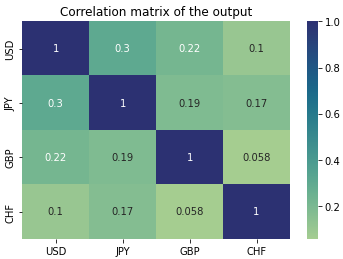 Correlation matrix of the output
USD 1 0.3 0.22 0.1
JPY 0.3 1 0.19 0.17
GBP 0.22 0.19 1 0.058
CHF 0.1 0.17 0.058 1
USD JPY GBP CHF
1.0
0.8
0.6
0.4
0.2